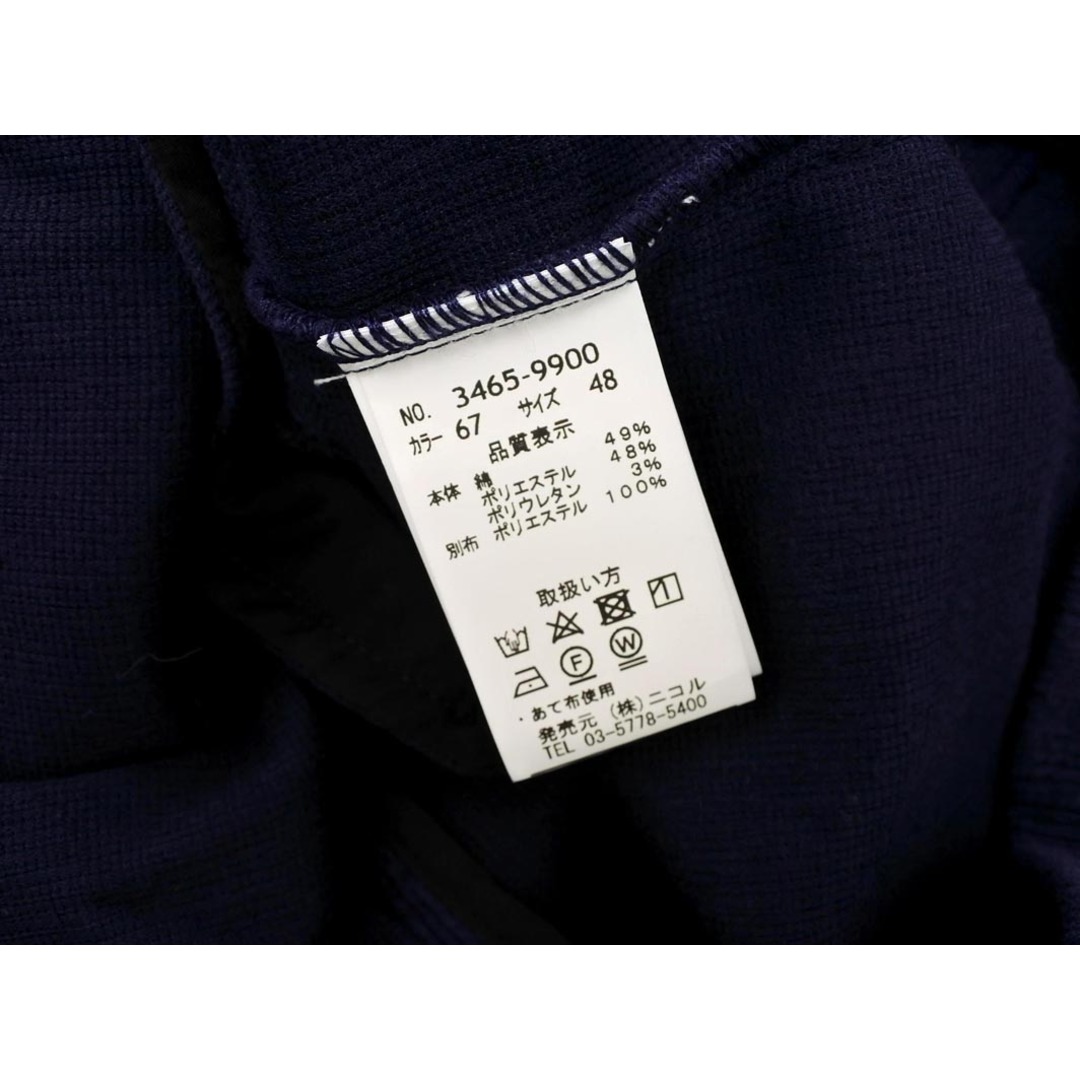 NO. 3465-9900
カラー 67 サイズ 48
品質表示
本体 綿 49%
ポリエステル 48%
ポリウレタン 3%
別布 ポリエステル 100%
取扱い方
F W
・あて布使用
発売元 (株)ニコル
TEL 03-5778-5400